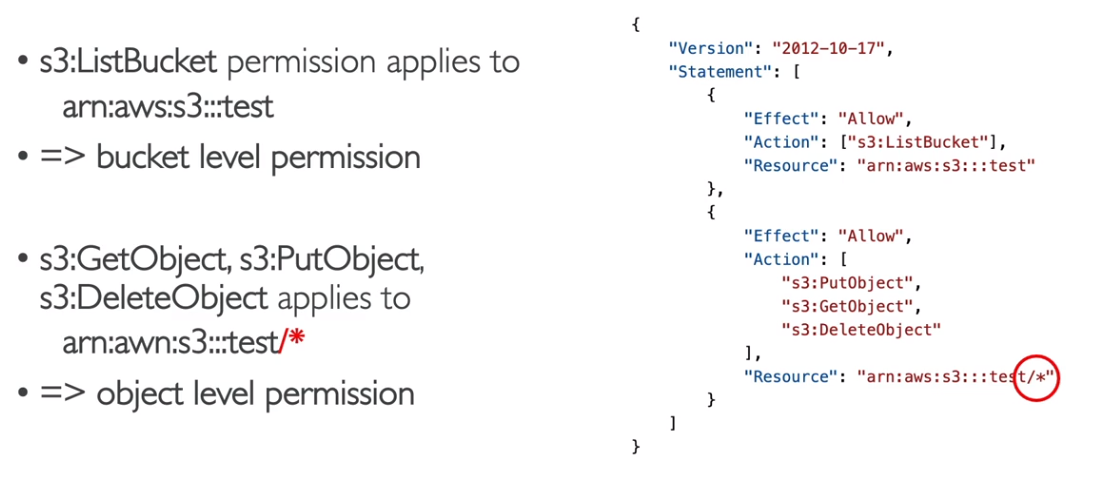 • s3:ListBucket permission applies to
arn:aws:s3:::test
• => bucket level permission
• s3:GetObject, s3:PutObject,
s3:DeleteObject applies to
arn:awn:s3:::test/*
• => object level permission
{
"Version": "2012-10-17",
"Statement": [
{
"Effect": "Allow",
"Action": ["s3:ListBucket"],
"Resource": "arn:aws:s3:::test"
},
{
"Effect": "Allow",
"Action": [
"s3:PutObject",
"s3:GetObject",
"s3:DeleteObject"
],
"Resource": "arn:aws:s3:::test/*"
}
]
}